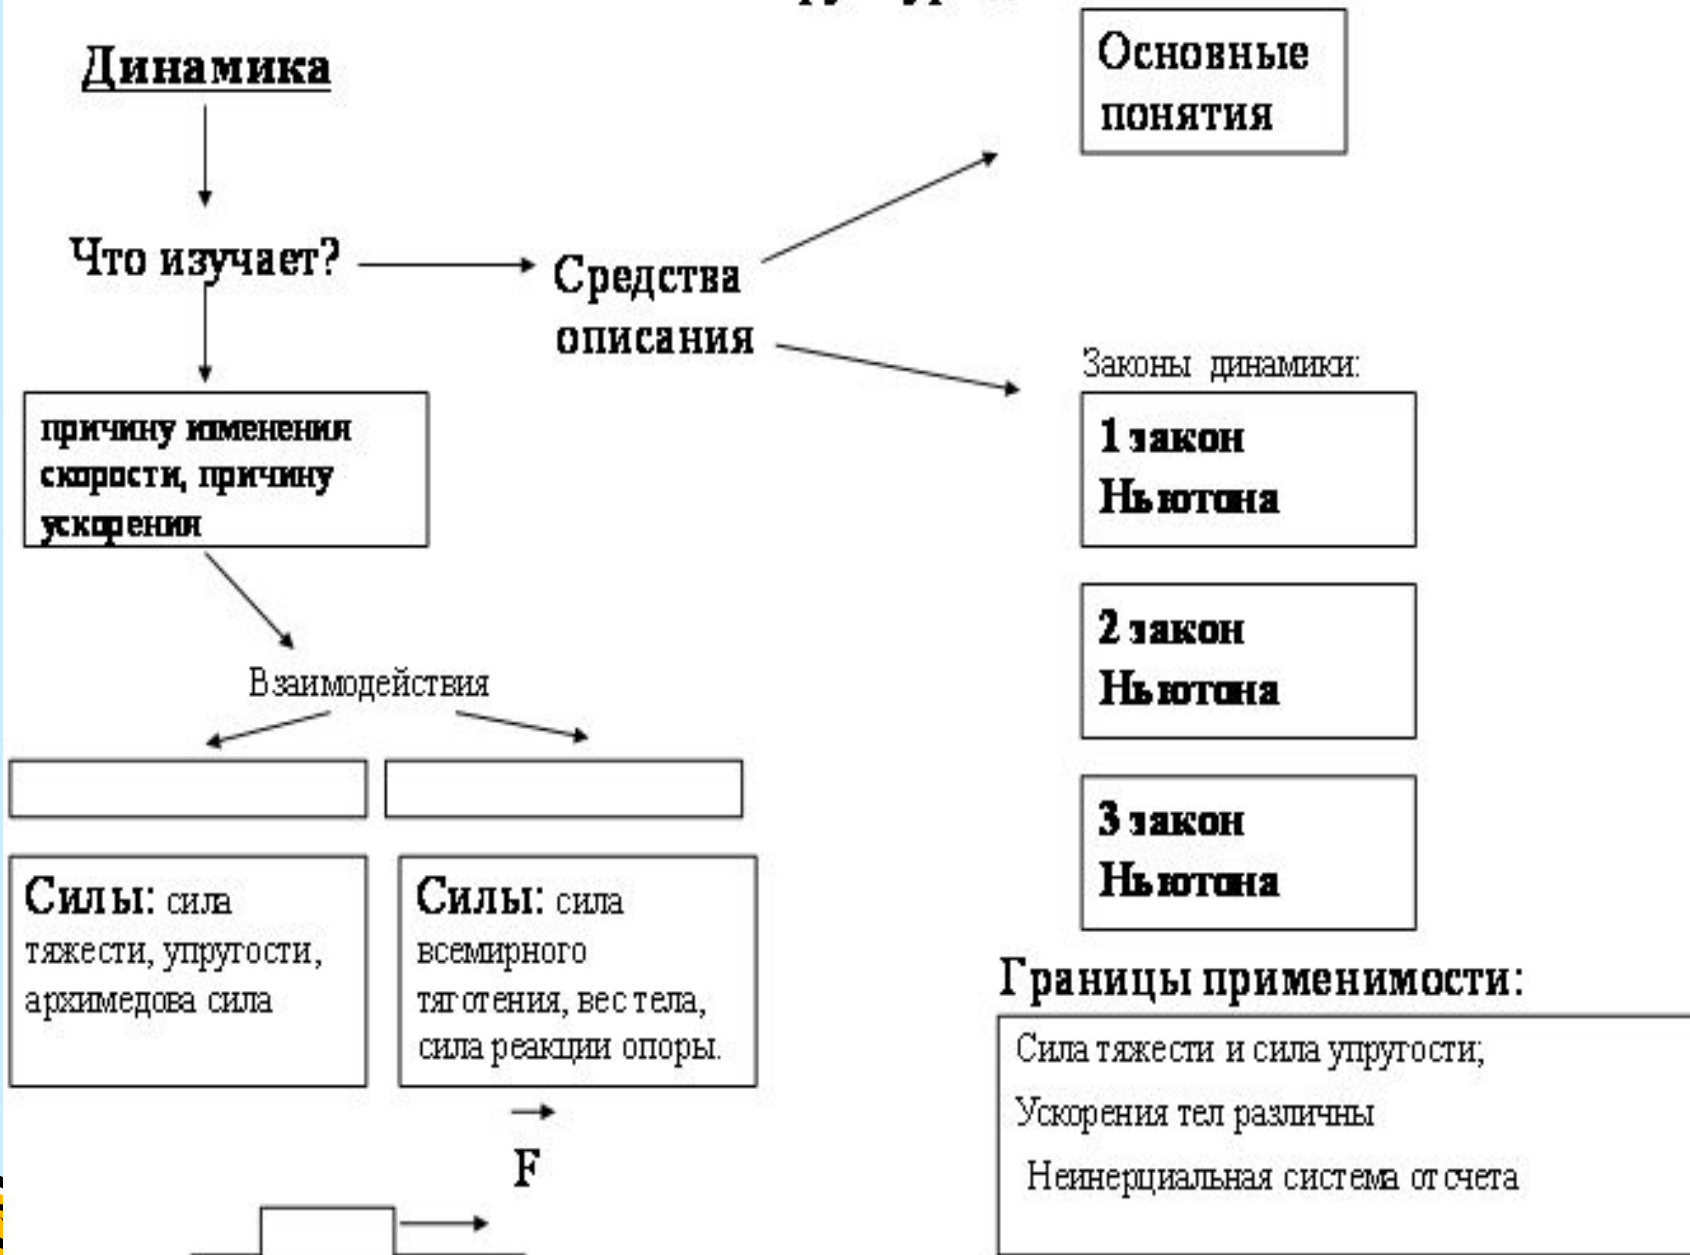 Динамика
Что изучает?
причину изменения
скорости, причину
ускорения
Взаимодействия
Силы: сила
тяжести, упругости,
архимедова сила
Силы: сила
всемирного
тяготения, вес тела,
сила реакции опоры.
F
Средства
описания
Основные
понятия
Законы динамики:
1 закон
Ньютона
2 закон
Ньютона
3 закон
Ньютона
Границы применимости:
Сила тяжести и сила упругости;
Ускорения тел различны
Неинерциальная система отсчета